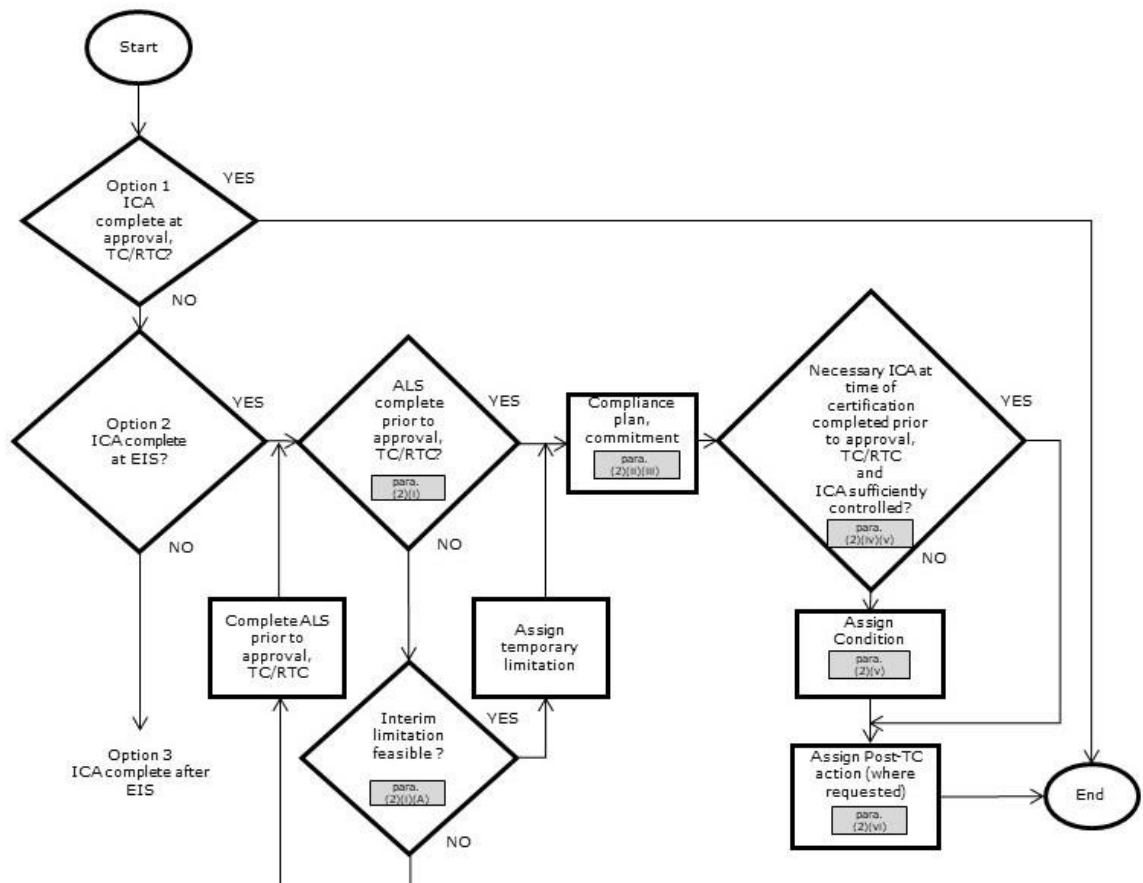 Start
Option 1
ICA
complete at
approval,
TC/RTC?
YES
NO
Option 2
ICA complete
at EIS?
YES
NO
Option 3
ICA complete after
EIS
ALS
complete
prior to
approval,
TC/RTC?
para.
(2)(i)
YES
NO
Complete ALS
prior to
approval,
TC/RTC
Interim
limitation
feasible ?
para.
(2)(i)(A)
YES
NO
Assign
temporary
limitation
Compliance
plan,
commitment
para.
(2)(ii)(iii)
Necessary ICA at
time of
certification
completed prior
to approval,
TC/RTC
and
ICA sufficiently
controlled?
para.
(2)(iv)(v)
YES
NO
Assign
Condition
para.
(2)(v)
Assign Post-TC
action (where
requested)
para.
(2)(vi)
End